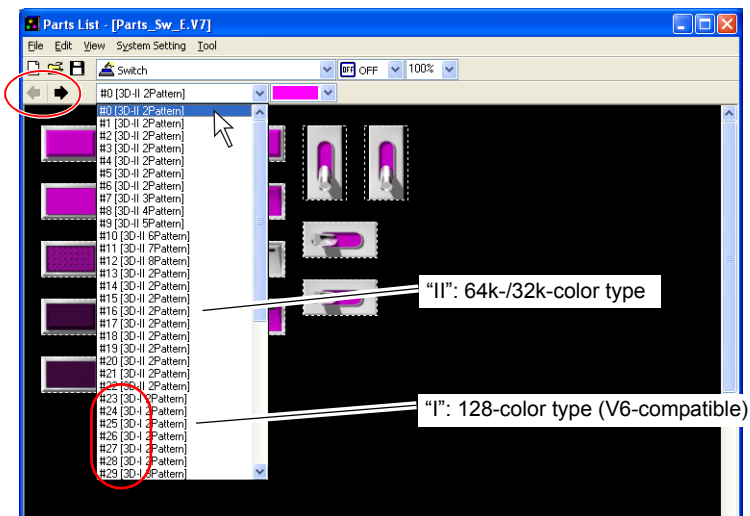 Parts List - [Parts_Sw_E.V7]
File Edit View System Setting Tool
Switch OFF OFF 100%
#0 [3D-II 2Pattern]
#0 [3D-II 2Pattern]
#1 [3D-II 2Pattern]
#2 [3D-II 2Pattern]
#3 [3D-II 2Pattern]
#4 [3D-II 2Pattern]
#5 [3D-II 2Pattern]
#6 [3D-II 2Pattern]
#7 [3D-II 3Pattern]
#8 [3D-II 4Pattern]
#9 [3D-II 5Pattern]
#10 [3D-II 6Pattern]
#11 [3D-II 7Pattern]
#12 [3D-II 8Pattern]
#13 [3D-II 2Pattern]
#14 [3D-II 2Pattern]
#15 [3D-II 2Pattern]
“II”: 64k-/32k-color type
#16 [3D-II 2Pattern]
#17 [3D-II 2Pattern]
#18 [3D-II 2Pattern]
#19 [3D-II 2Pattern]
#20 [3D-II 2Pattern]
#21 [3D-II 2Pattern]
#22 [3D-II 2Pattern]
#23 [3D-I 2Pattern]
#24 [3D-I 2Pattern]
“I”: 128-color type (V6-compatible)
#25 [3D-I 2Pattern]
#26 [3D-I 2Pattern]
#27 [3D-I 2Pattern]
#28 [3D-I 2Pattern]
#29 [3D-I 3Pattern]